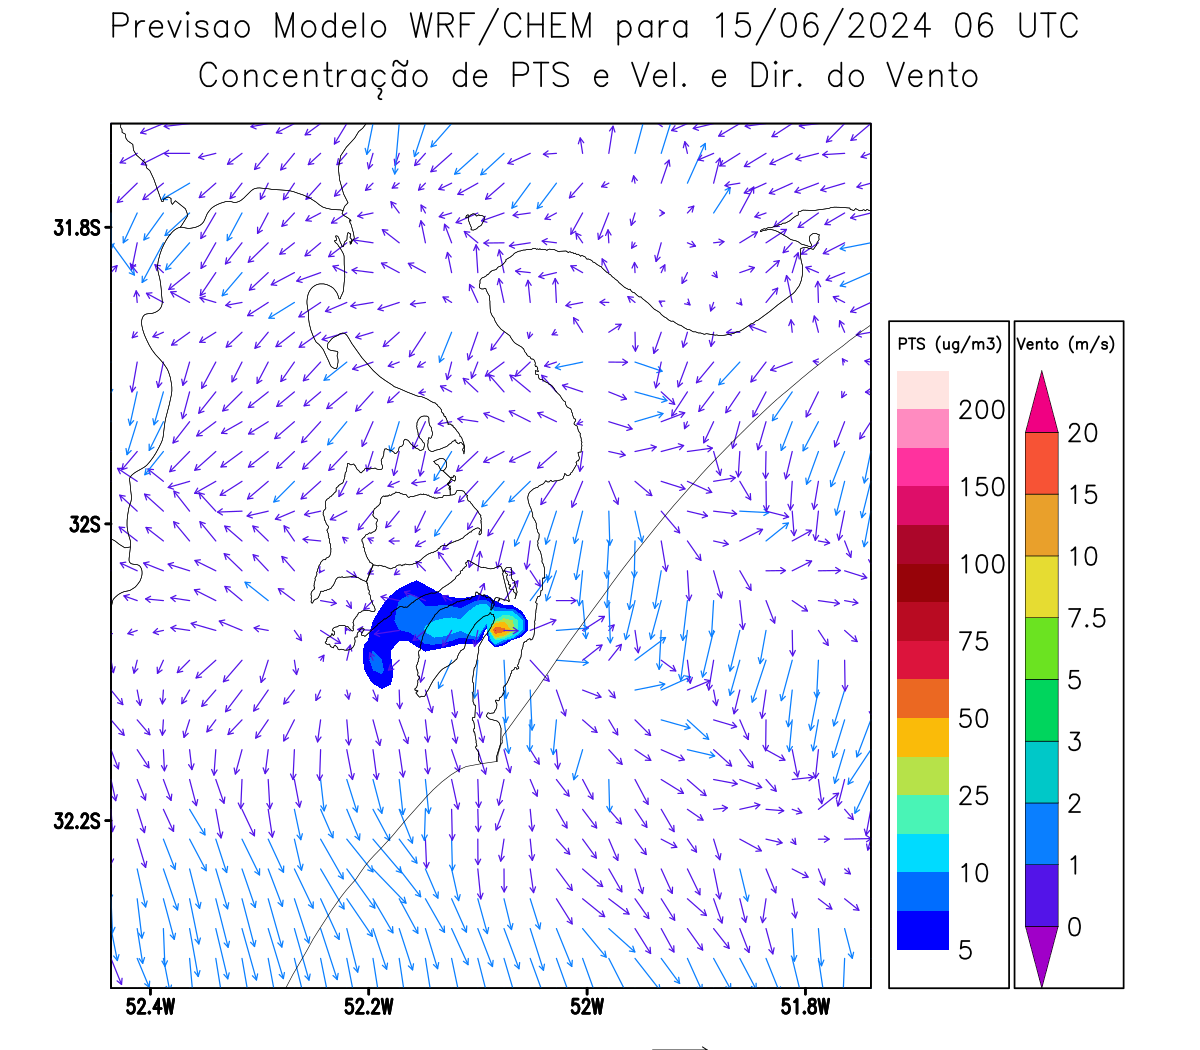 Previsao Modelo WRF/CHEM para 15/06/2024 06 UTC
Concentração de PTS e Vel. e Dir. do Vento
31.8S
32S
32.2S
52.4W
52.2W
52W
51.8W
PTS (ug/m3)
200
150
100
75
50
25
10
5
Vento (m/s)
20
15
10
7.5
5
3
2
1
0